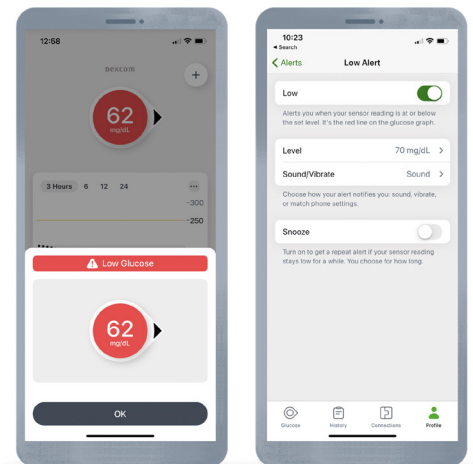 12:58
Dexcom
+
62
mg/dL
3 Hours 6 12 24
300
250
Low Glucose
62
mg/dL
OK
10:23
Search
Alerts
Low Alert
Low
Alerts you when your sensor reading is at or below
the set level. It's the red line on the glucose graph.
Level 70 mg/dL
Sound/Vibrate Sound
Choose how your alert notifies you: sound, vibrate,
or match phone settings.
Snooze
Turn on to get a repeat alert if your sensor reading
stays low for a while. You choose for how long.
Glucose History Connections Profile